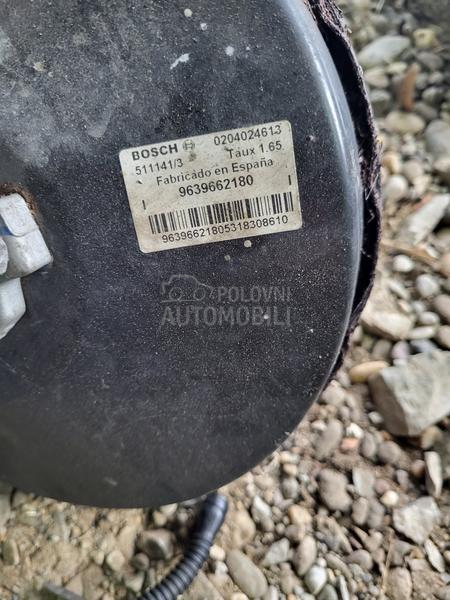 BOSCH 0204024613
511141/3 Taux 1.65
Fabricado en España
I 9639662180 I
96396621805318308610
POLOVNI
AUTOMOBILI